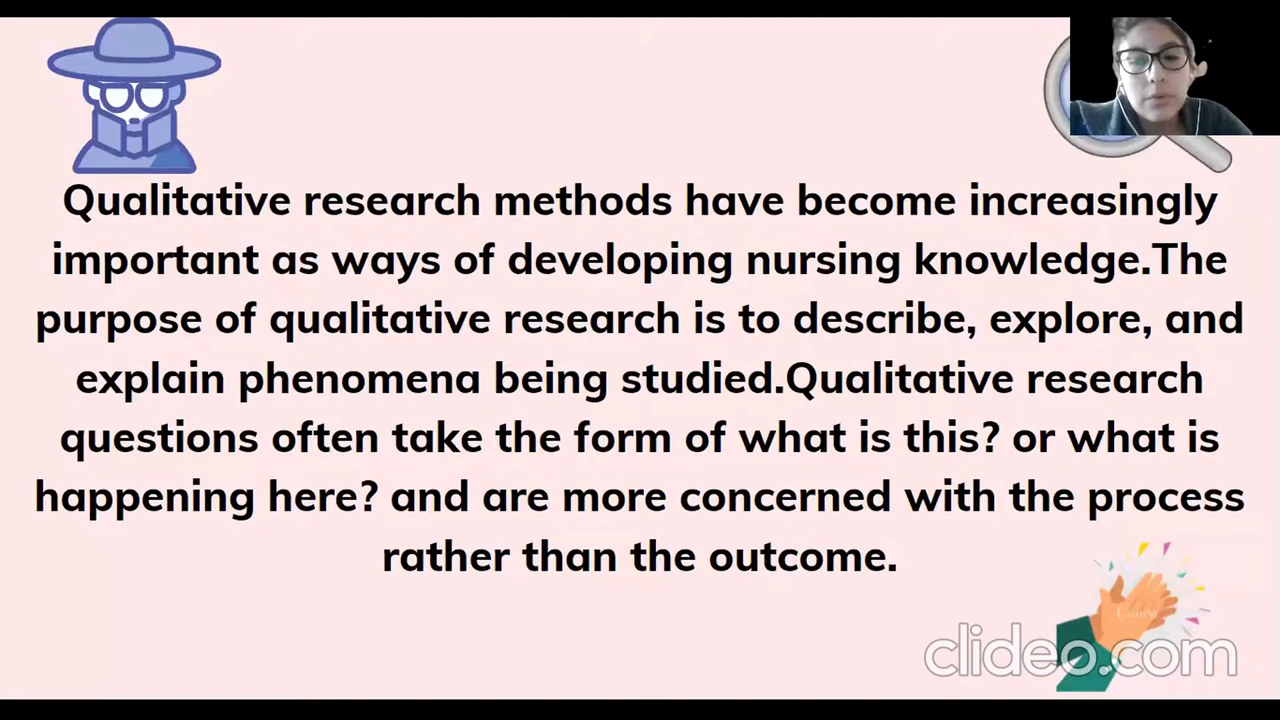 Qualitative research methods have become increasingly
important as ways of developing nursing knowledge.The
purpose of qualitative research is to describe, explore, and
explain phenomena being studied.Qualitative research
questions often take the form of what is this? or what is
happening here? and are more concerned with the process
rather than the outcome.
Canva
clideo.com